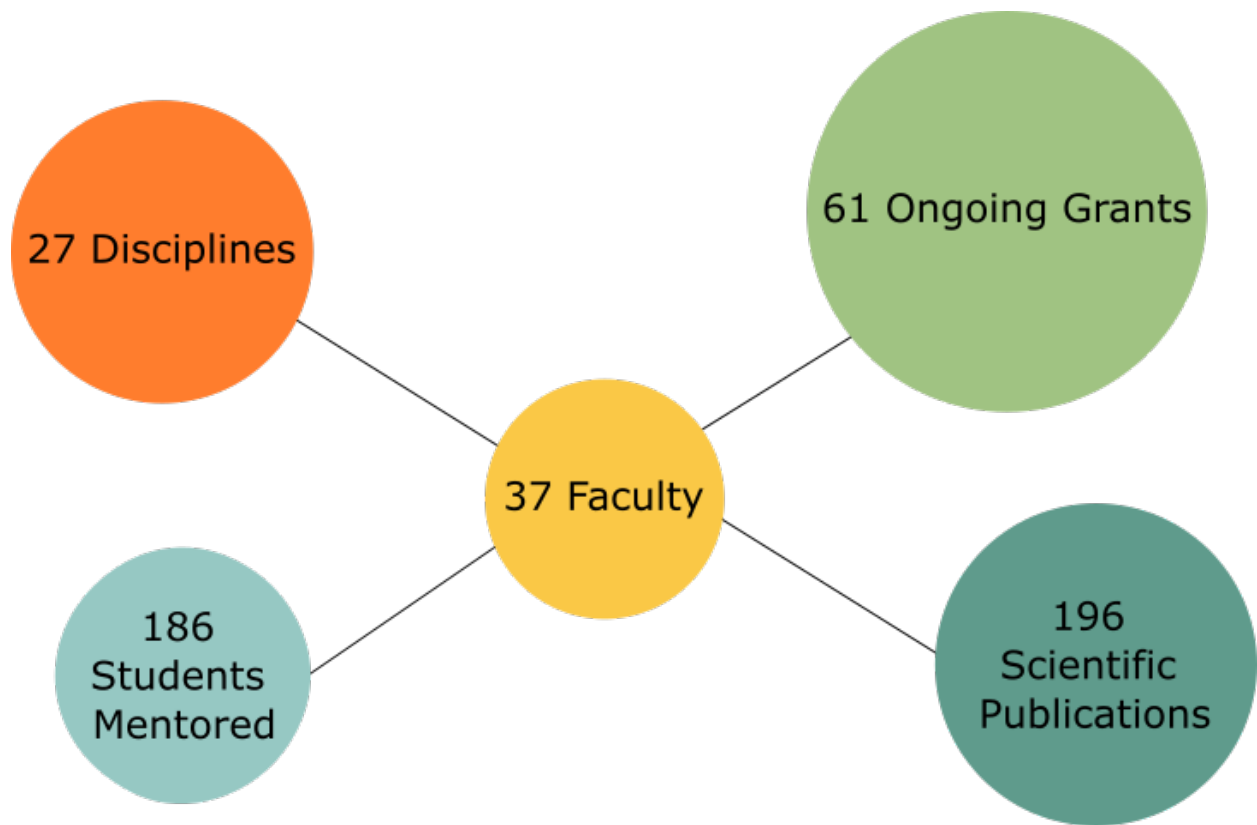 27 Disciplines
61 Ongoing Grants
37 Faculty
186
Students
Mentored
196
Scientific
Publications